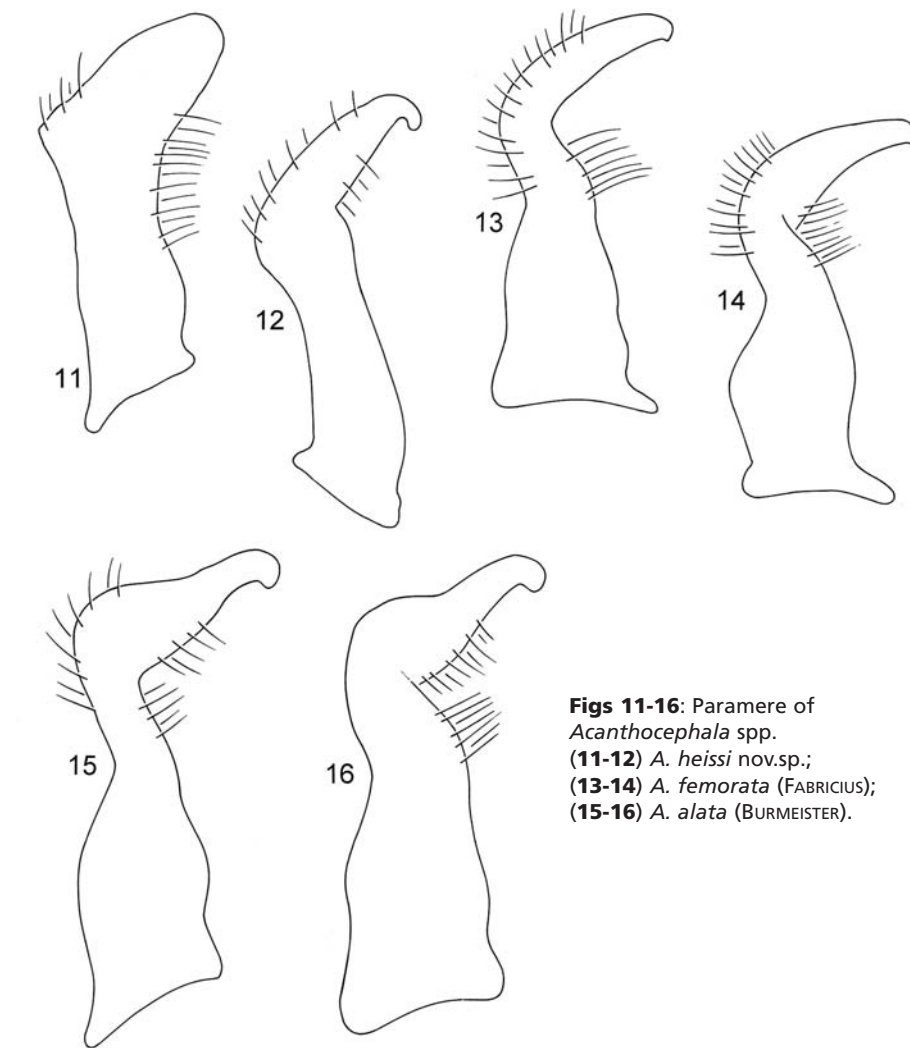 11
12
13
14
15
16
Figs 11-16: Paramere of
Acanthocephala spp.
(11-12) A. heissi nov.sp.;
(13-14) A. femorata (FABRICIUS);
(15-16) A. alata (BURMEISTER).